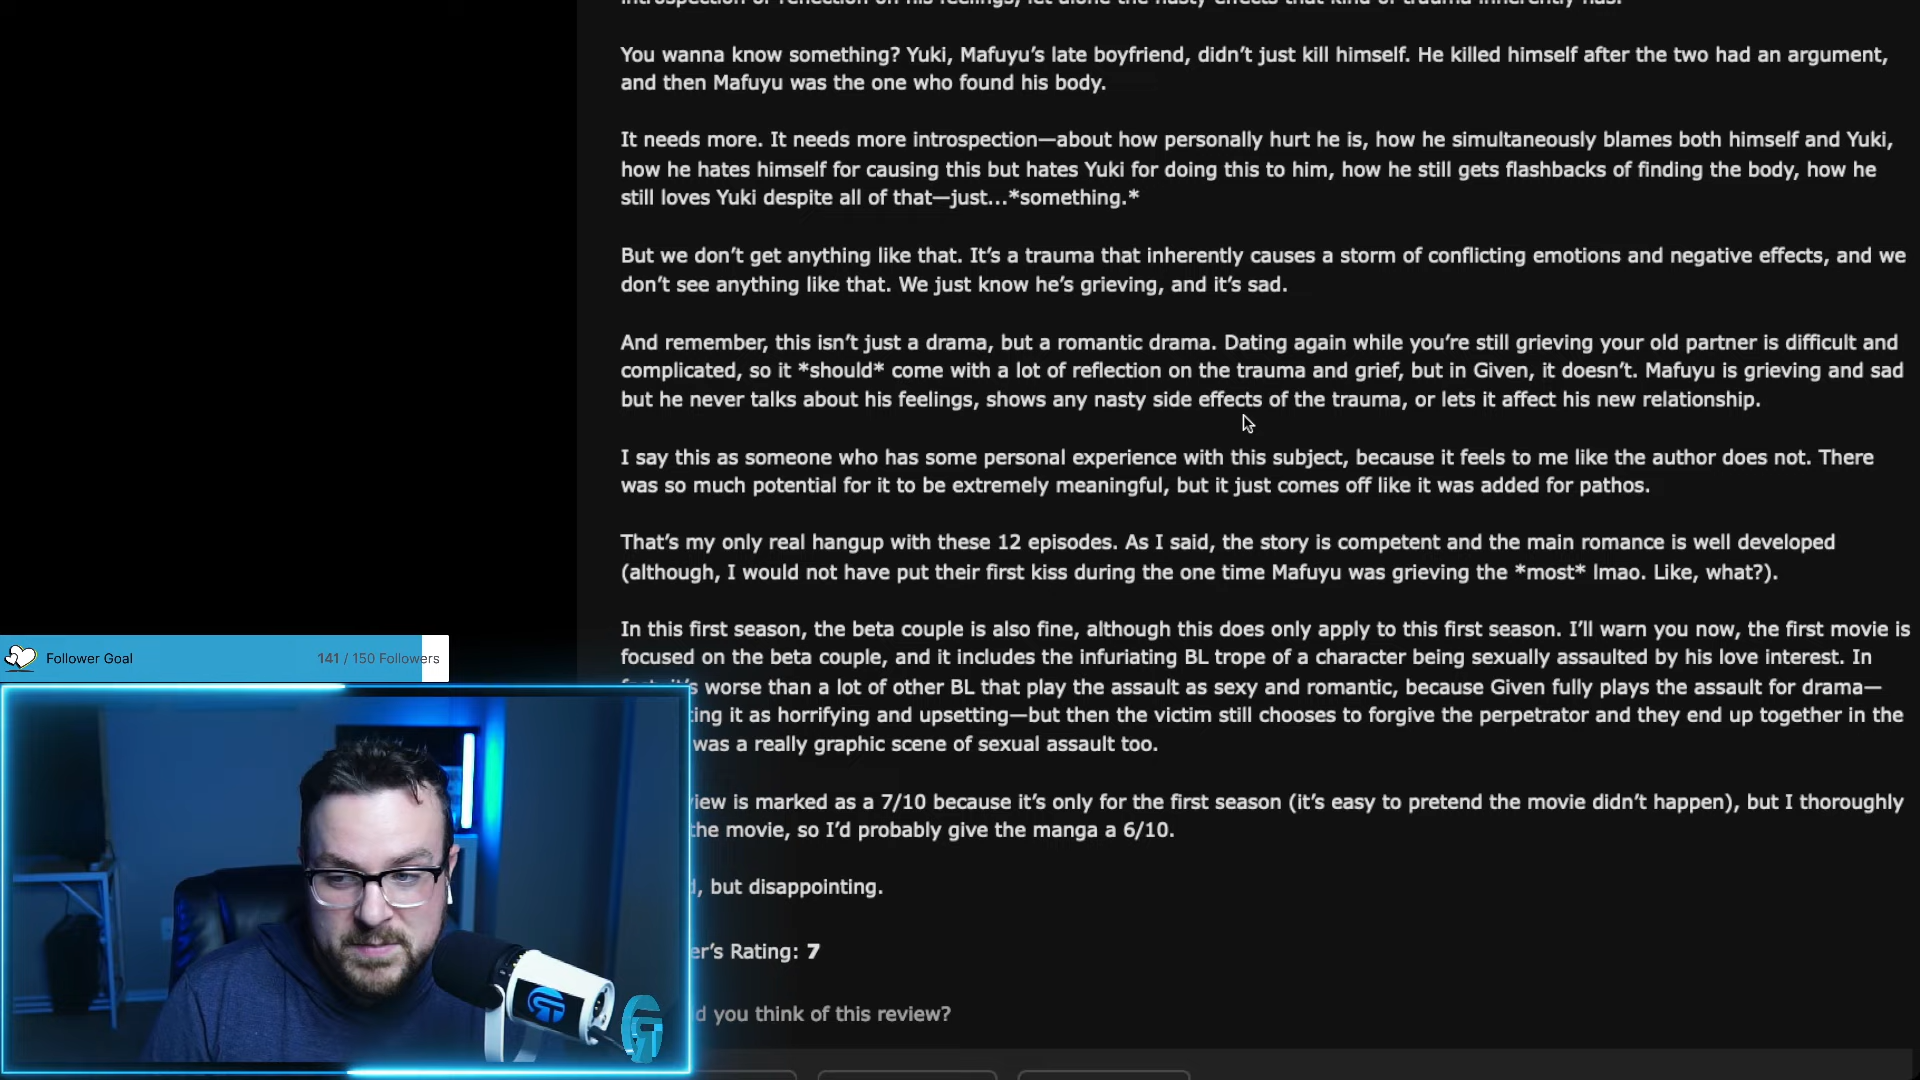 You wanna know something? Yuki, Mafuyu’s late boyfriend, didn’t just kill himself. He killed himself after the two had an argument,
and then Mafuyu was the one who found his body.
It needs more. It needs more introspection—about how personally hurt he is, how he simultaneously blames both himself and Yuki,
how he hates himself for causing this but hates Yuki for doing this to him, how he still gets flashbacks of finding the body, how he
still loves Yuki despite all of that—just...*something.*
But we don’t get anything like that. It’s a trauma that inherently causes a storm of conflicting emotions and negative effects, and we
don’t see anything like that. We just know he’s grieving, and it’s sad.
And remember, this isn’t just a drama, but a romantic drama. Dating again while you’re still grieving your old partner is difficult and
complicated, so it *should* come with a lot of reflection on the trauma and grief, but in Given, it doesn’t. Mafuyu is grieving and sad
but he never talks about his feelings, shows any nasty side effects of the trauma, or lets it affect his new relationship.
I say this as someone who has some personal experience with this subject, because it feels to me like the author does not. There
was so much potential for it to be extremely meaningful, but it just comes off like it was added for pathos.
That’s my only real hangup with these 12 episodes. As I said, the story is competent and the main romance is well developed
(although, I would not have put their first kiss during the one time Mafuyu was grieving the *most* lmao. Like, what?).
In this first season, the beta couple is also fine, although this does only apply to this first season. I’ll warn you now, the first movie is
focused on the beta couple, and it includes the infuriating BL trope of a character being sexually assaulted by his love interest. In
worse than a lot of other BL that play the assault as sexy and romantic, because Given fully plays the assault for drama—
ting it as horrifying and upsetting—but then the victim still chooses to forgive the perpetrator and they end up together in the
was a really graphic scene of sexual assault too.
view is marked as a 7/10 because it’s only for the first season (it’s easy to pretend the movie didn’t happen), but I thoroughly
the movie, so I’d probably give the manga a 6/10.
, but disappointing.
er’s Rating: 7
d you think of this review?
Follower Goal 141 / 150 Followers